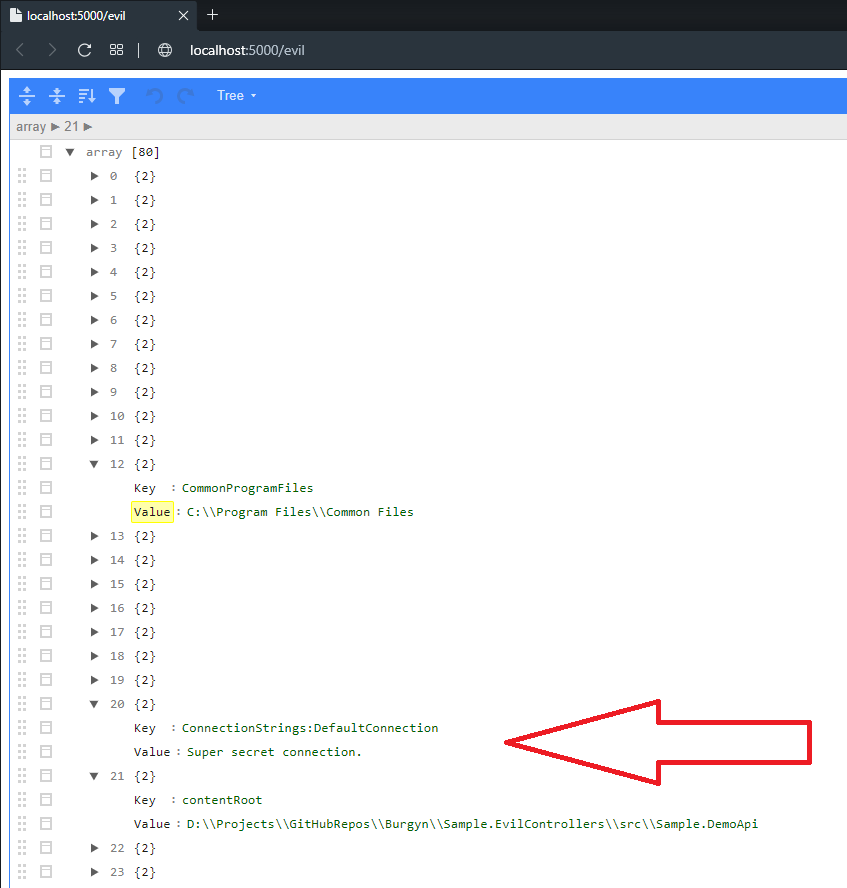 localhost:5000/evil
localhost:5000/evil
Tree
array ▶ 21 ▶
array [80]
0 {2}
1 {2}
2 {2}
3 {2}
4 {2}
5 {2}
6 {2}
7 {2}
8 {2}
9 {2}
10 {2}
11 {2}
12 {2}
Key : CommonProgramFiles
Value : C:\\Program Files\\Common Files
13 {2}
14 {2}
15 {2}
16 {2}
17 {2}
18 {2}
19 {2}
20 {2}
Key : ConnectionStrings:DefaultConnection
Value : Super secret connection.
21 {2}
Key : contentRoot
Value : D:\\Projects\\GitHubRepos\\Burgyn\\Sample.EvilControllers\\src\\Sample.DemoApi
22 {2}
23 {2}